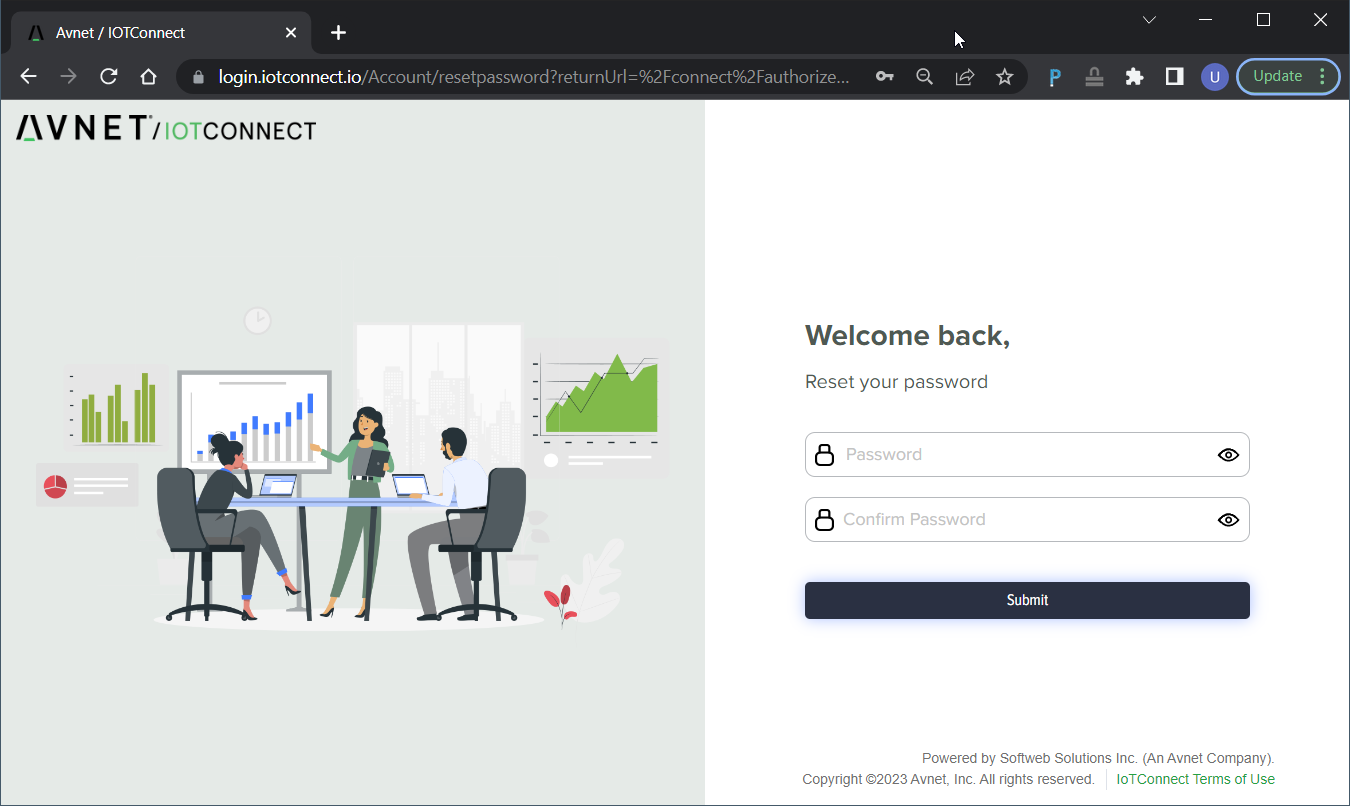 Avnet / IOTConnect
login.iotconnect.io/Account/resetpassword?returnUrl=%2Fconnect%2Fauthorize...
P
U
Update
AVNET / IOTCONNECT
Welcome back,
Reset your password
Password
Confirm Password
Submit
Powered by Softweb Solutions Inc. (An Avnet Company).
Copyright ©2023 Avnet, Inc. All rights reserved. IoTConnect Terms of Use